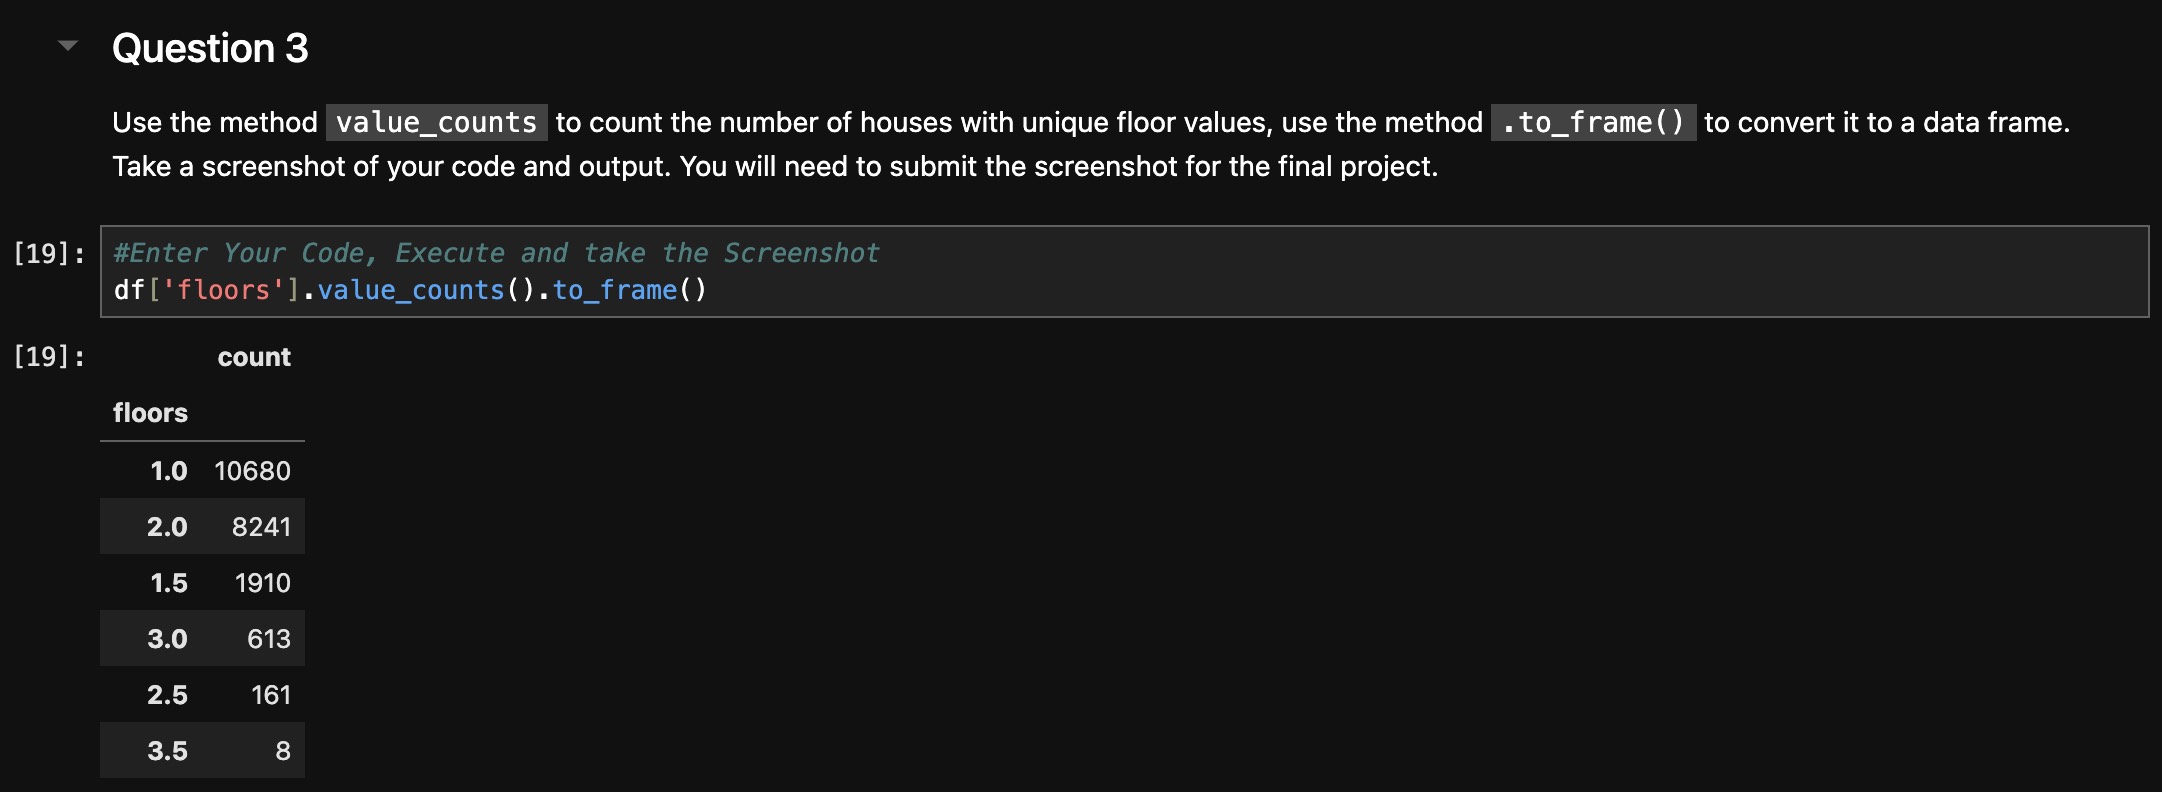 Question 3
Use the method value_counts to count the number of houses with unique floor values, use the method .to_frame() to convert it to a data frame.
Take a screenshot of your code and output. You will need to submit the screenshot for the final project.
[19]: #Enter Your Code, Execute and take the Screenshot
df['floors'].value_counts().to_frame()
[19]: count
floors
1.0 10680
2.0 8241
1.5 1910
3.0 613
2.5 161
3.5 8